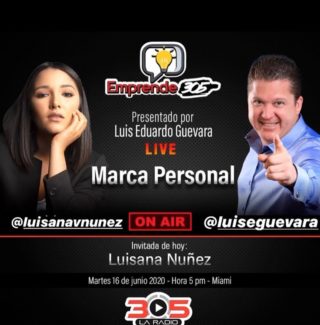 Emprende 305
Presentado por
Luis Eduardo Guevara
LIVE
Marca Personal
@luisanavnunez ON AIR @luiseguevara
Invitada de hoy:
Luisana Nuñez
Martes 16 de junio 2020 - Hora 5 pm - Miami
305
LA RADIO